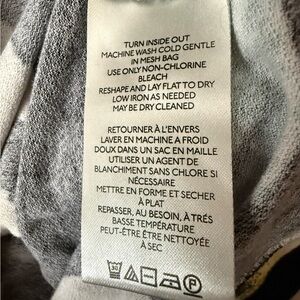 TURN INSIDE OUT
MACHINE WASH COLD GENTLE
IN MESH BAG
USE ONLY NON-CHLORINE
BLEACH
RESHAPE AND LAY FLAT TO DRY
LOW IRON AS NEEDED
MAY BE DRY CLEANED
RETOURNER À L'ENVERS
LAVER EN MACHINE A FROID
DOUX DANS UN SAC EN MAILLE
UTILISER UN AGENT DE
BLANCHIMENT SANS CHLORE SI
NÉCESSAIRE
METTRE EN FORME ET SECHER
À PLAT
REPASSER, AU BESOIN, À TRÉS
BASSE TEMPÉRATURE
PEUT-ÊTRE ÊTRE NETTOYÉE
À SEC
30